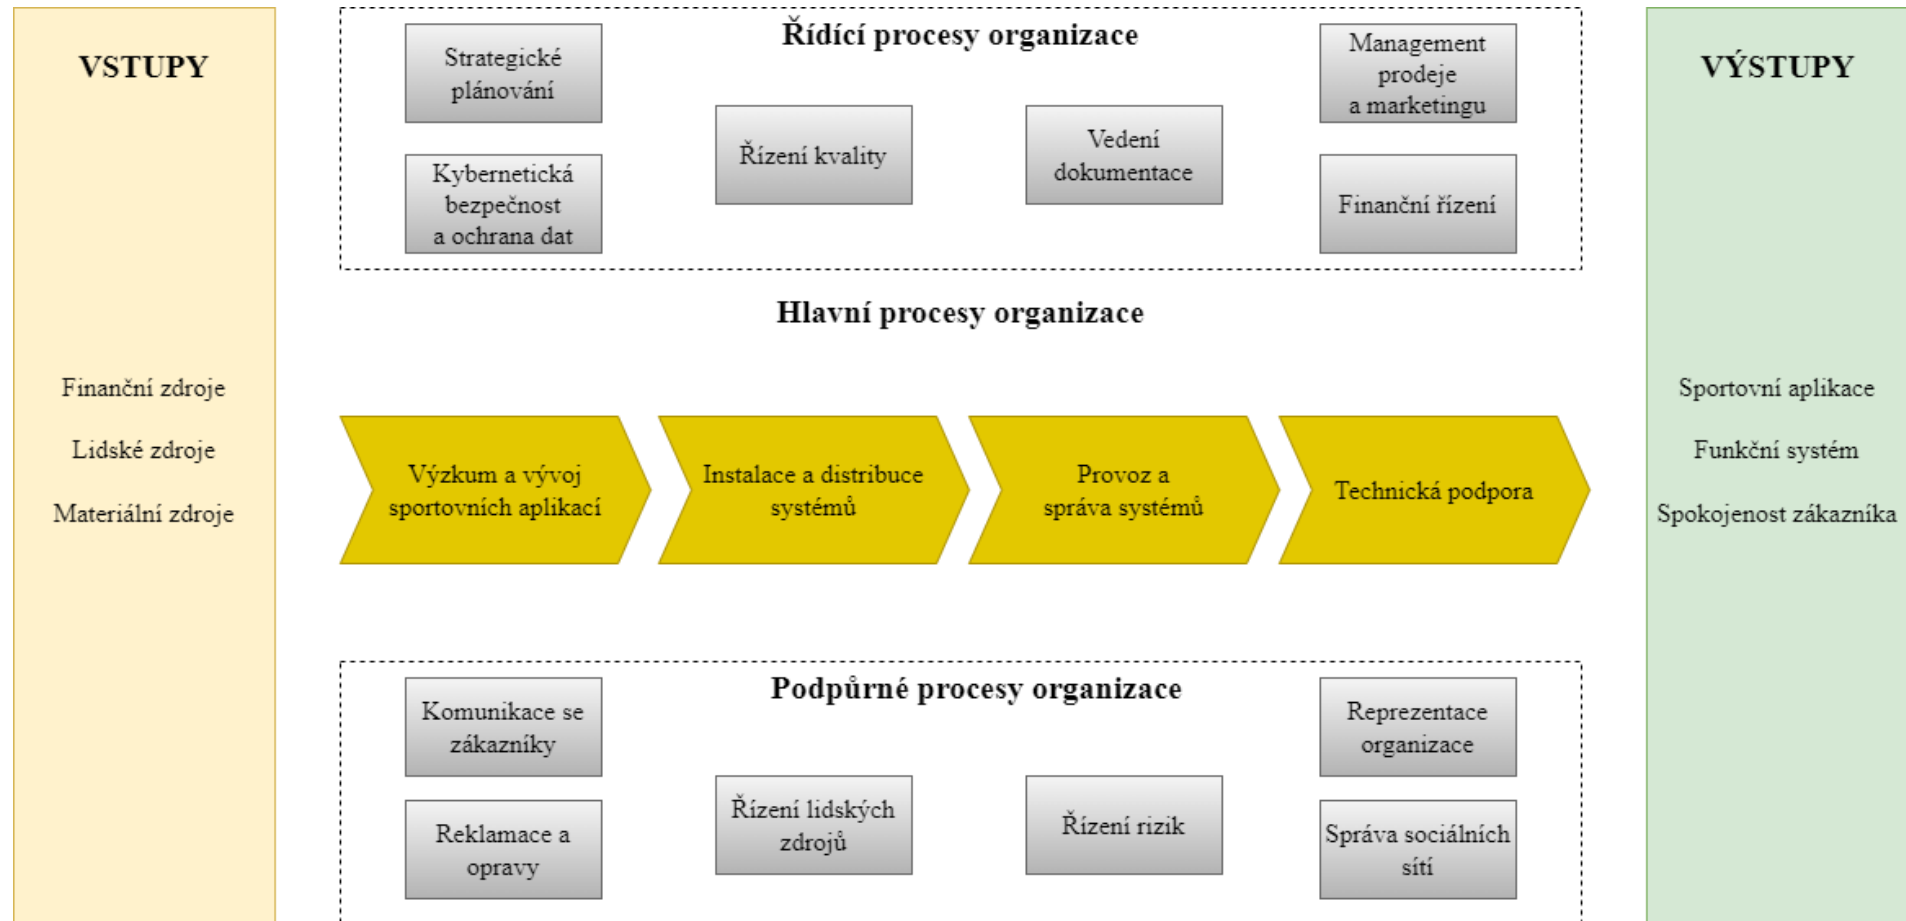 VSTUPY
Finanční zdroje
Lidské zdroje
Materiální zdroje
Řídící procesy organizace
Strategické
plánování
Kybernetická
bezpečnost
a ochrana dat
Řízení kvality
Vedení
dokumentace
Management
prodeje
a marketingu
Finanční řízení
Hlavní procesy organizace
Výzkum a vývoj
sportovních aplikací
Instalace a distribuce
systémů
Provoz a
správa systémů
Technická podpora
Podpůrné procesy organizace
Komunikace se
zákazníky
Reklamace a
opravy
Řízení lidských
zdrojů
Řízení rizik
Reprezentace
organizace
Správa sociálních
sítí
VÝSTUPY
Sportovní aplikace
Funkční systém
Spokojenost zákazníka